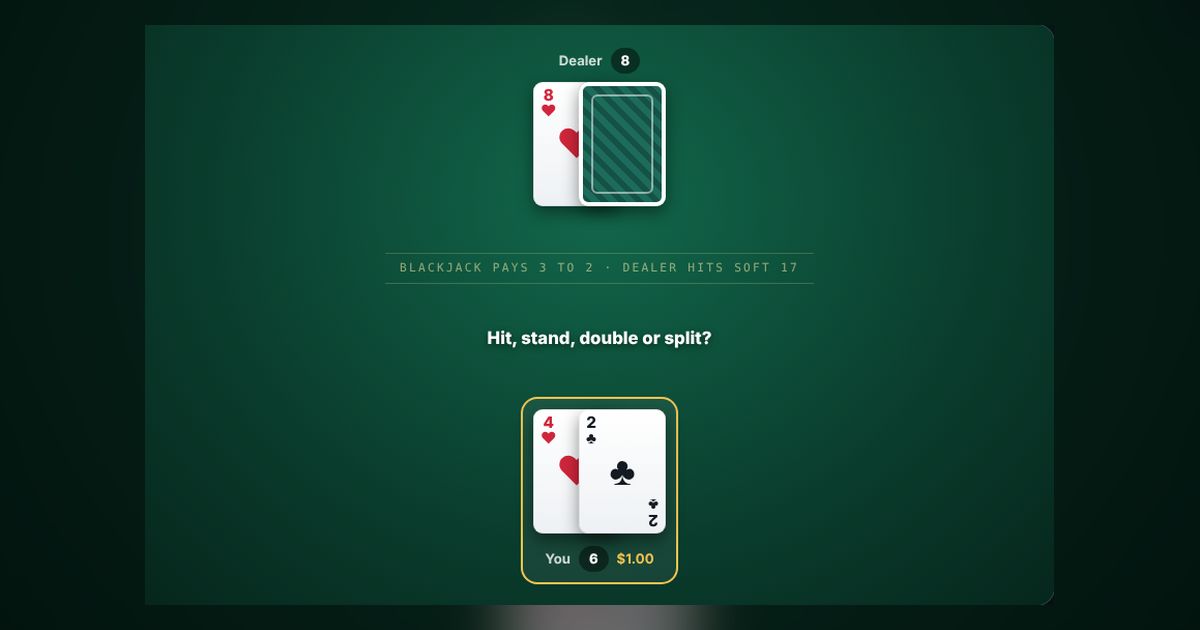 Dealer 8
8
BLACKJACK PAYS 3 TO 2 · DEALER HITS SOFT 17
Hit, stand, double or split?
4 2
2
You 6 $1.00